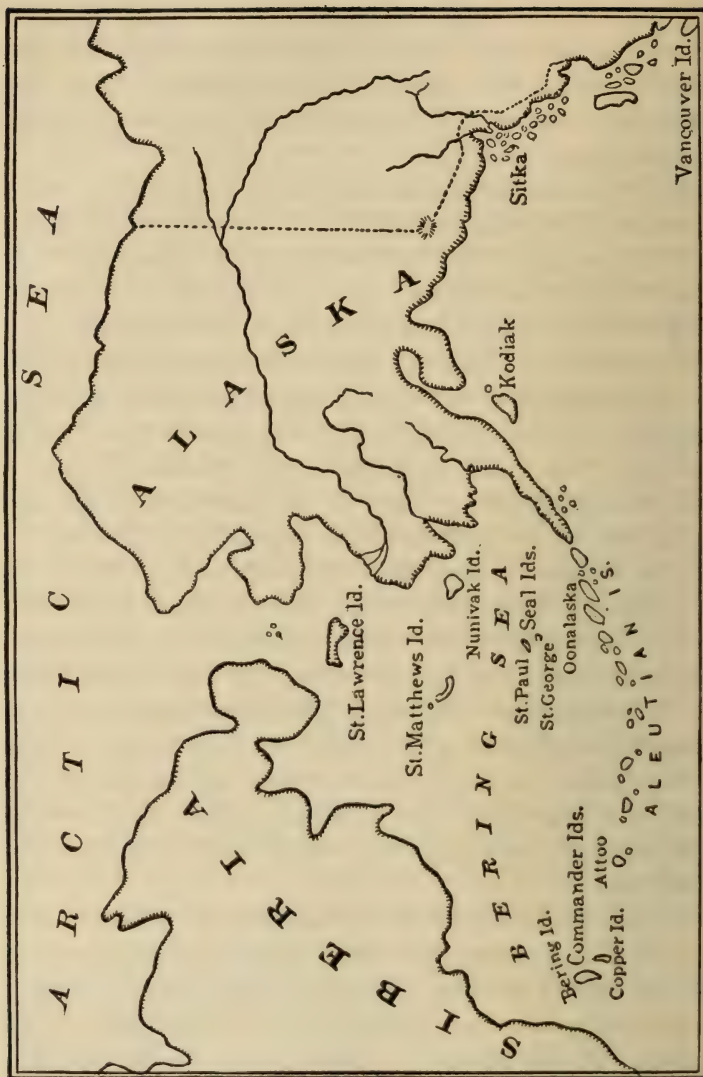 ARCTIC SEA
ALASKA
SIBERIA
St.Lawrence Id.
St.Matthews Id.
Nunivak Id.
BERING SEA
St.Paul
Seal Ids.
St.George
Oonalaska
ALEUTIAN IS.
Kodiak
Sitka
Vancouver Id.
Bering Id.
Commander Ids.
Copper Id.
Attoo